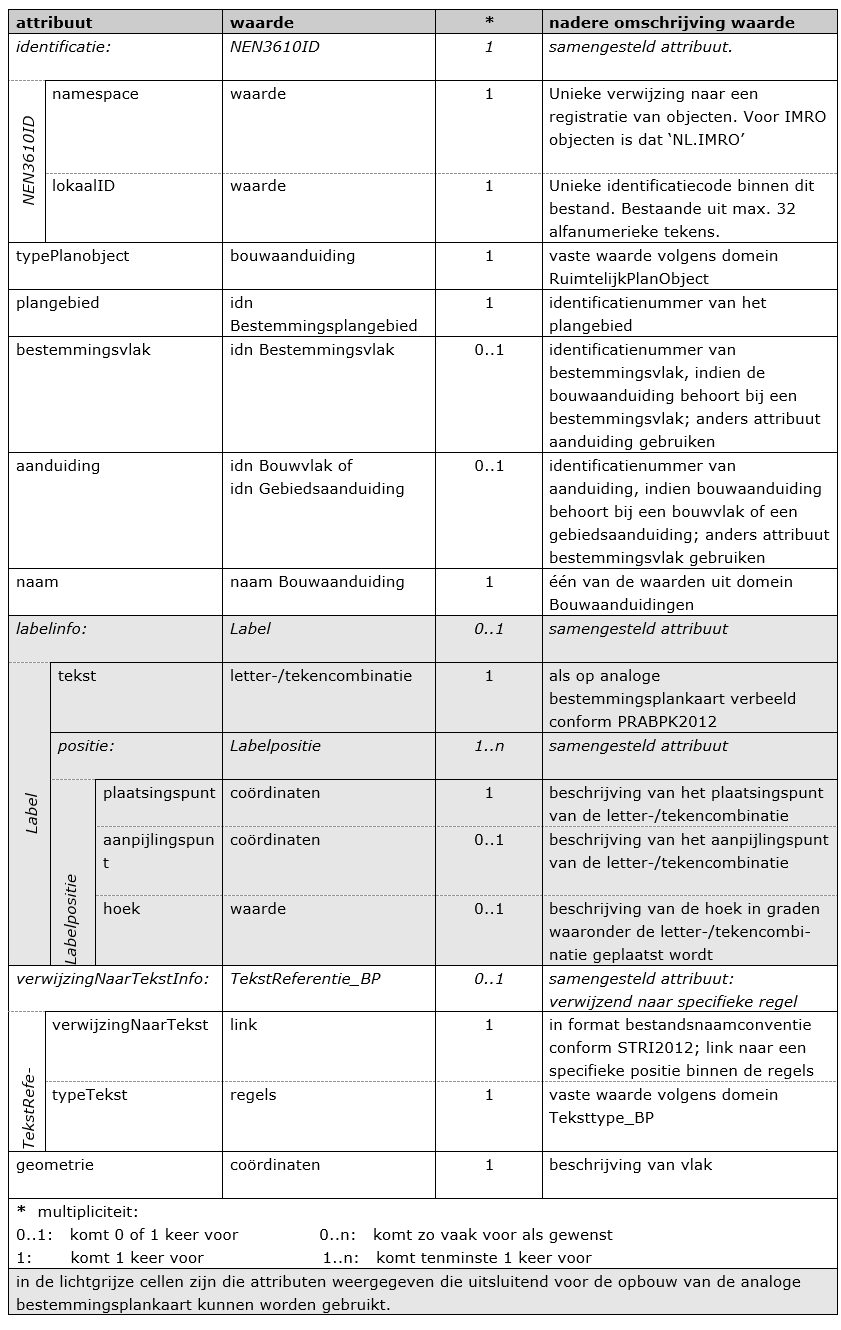 attribuut waarde * nadere omschrijving waarde
identificatie: NEN3610ID 1 samengesteld attribuut.
NEN3610ID
namespace waarde 1 Unieke verwijzing naar een
registratie van objecten. Voor IMRO
objecten is dat ‘NL.IMRO’
lokaalID waarde 1 Unieke identificatiecode binnen dit
bestand. Bestaande uit max. 32
alfanumerieke tekens.
typePlanobject bouwaanduiding 1 vaste waarde volgens domein
RuimtelijkPlanObject
plangebied idn 1 identificatienummer van het
Bestemmingsplangebied plangebied
bestemmingsvlak idn Bestemmingsvlak 0..1 identificatienummer van
bestemmingsvlak, indien de
bouwaanduiding behoort bij een
bestemmingsvlak; anders attribuut
aanduiding gebruiken
aanduiding idn Bouwvlak of 0..1 identificatienummer van
idn Gebiedsaanduiding aanduiding, indien bouwaanduiding
behoort bij een bouwvlak of een
gebiedsaanduiding; anders attribuut
bestemmingsvlak gebruiken
naam naam Bouwaanduiding 1 één van de waarden uit domein
Bouwaanduidingen
labelinfo: Label 0..1 samengesteld attribuut
Label
tekst letter-/tekencombinatie 1 als op analoge
bestemmingsplankaart verbeeld
conform PRABPK2012
positie: Labelpositie 1..n samengesteld attribuut
Labelpositie
plaatsingspunt coördinaten 1 beschrijving van het plaatsingspunt
van de letter-/tekencombinatie
aanpijlingspun coördinaten 0..1 beschrijving van het aanpijlingspunt
t van de letter-/tekencombinatie
hoek waarde 0..1 beschrijving van de hoek in graden
waaronder de letter-/tekencombi-
natie geplaatst wordt
verwijzingNaarTekstInfo: TekstReferentie_BP 0..1 samengesteld attribuut:
verwijzend naar specifieke regel
TekstRefe-
verwijzingNaarTekst link 1 in format bestandsnaamconventie
conform STRI2012; link naar een
specifieke positie binnen de regels
typeTekst regels 1 vaste waarde volgens domein
Teksttype_BP
geometrie coördinaten 1 beschrijving van vlak
* multipliciteit:
0..1: komt 0 of 1 keer voor 0..n: komt zo vaak voor als gewenst
1: komt 1 keer voor 1..n: komt tenminste 1 keer voor
in de lichtgrijze cellen zijn die attributen weergegeven die uitsluitend voor de opbouw van de analoge
bestemmingsplankaart kunnen worden gebruikt.